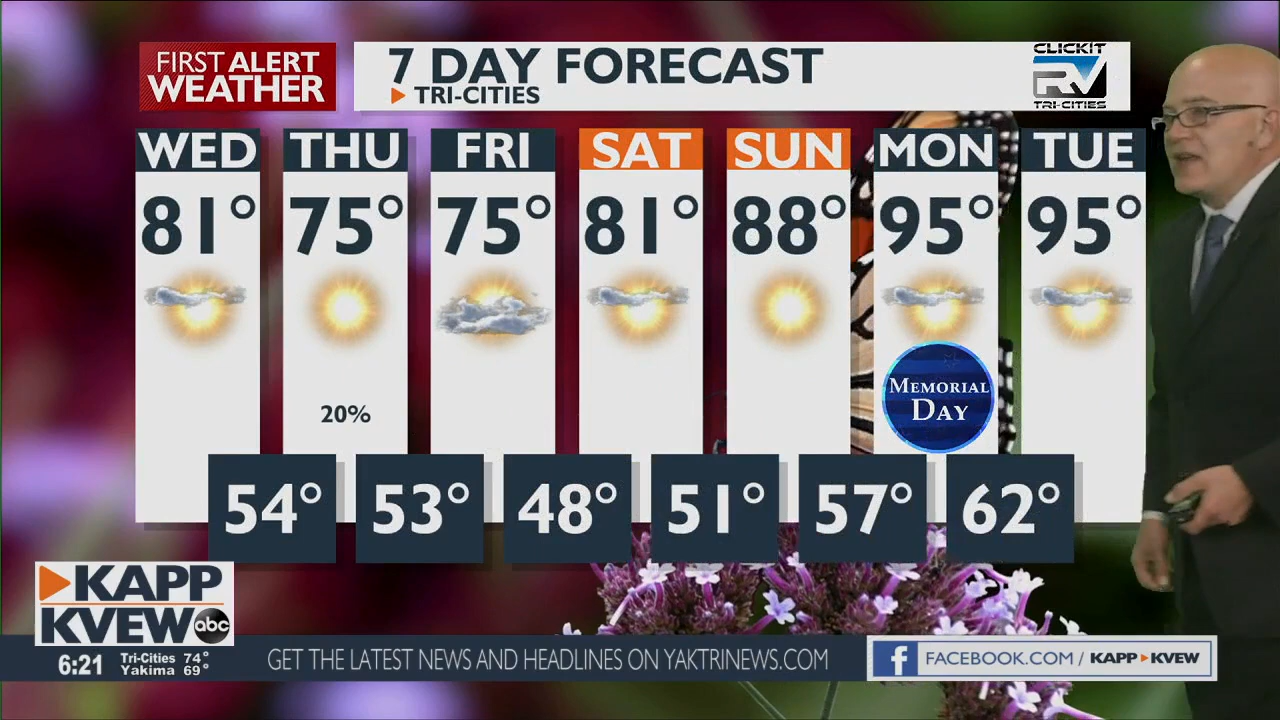 FIRST ALERT
WEATHER
7 DAY FORECAST
TRI-CITIES
CLICKIT
RV
TRI-CITIES
WED THU FRI SAT SUN MON TUE
81° 75° 75° 81° 88° 95° 95°
20%
MEMORIAL
DAY
54° 53° 48° 51° 57° 62°
KAPP
KVEW abc
6:21
Tri-Cities 74°
Yakima 69°
GET THE LATEST NEWS AND HEADLINES ON YAKTRINEWS.COM
f FACEBOOK.COM / KAPP KVEW